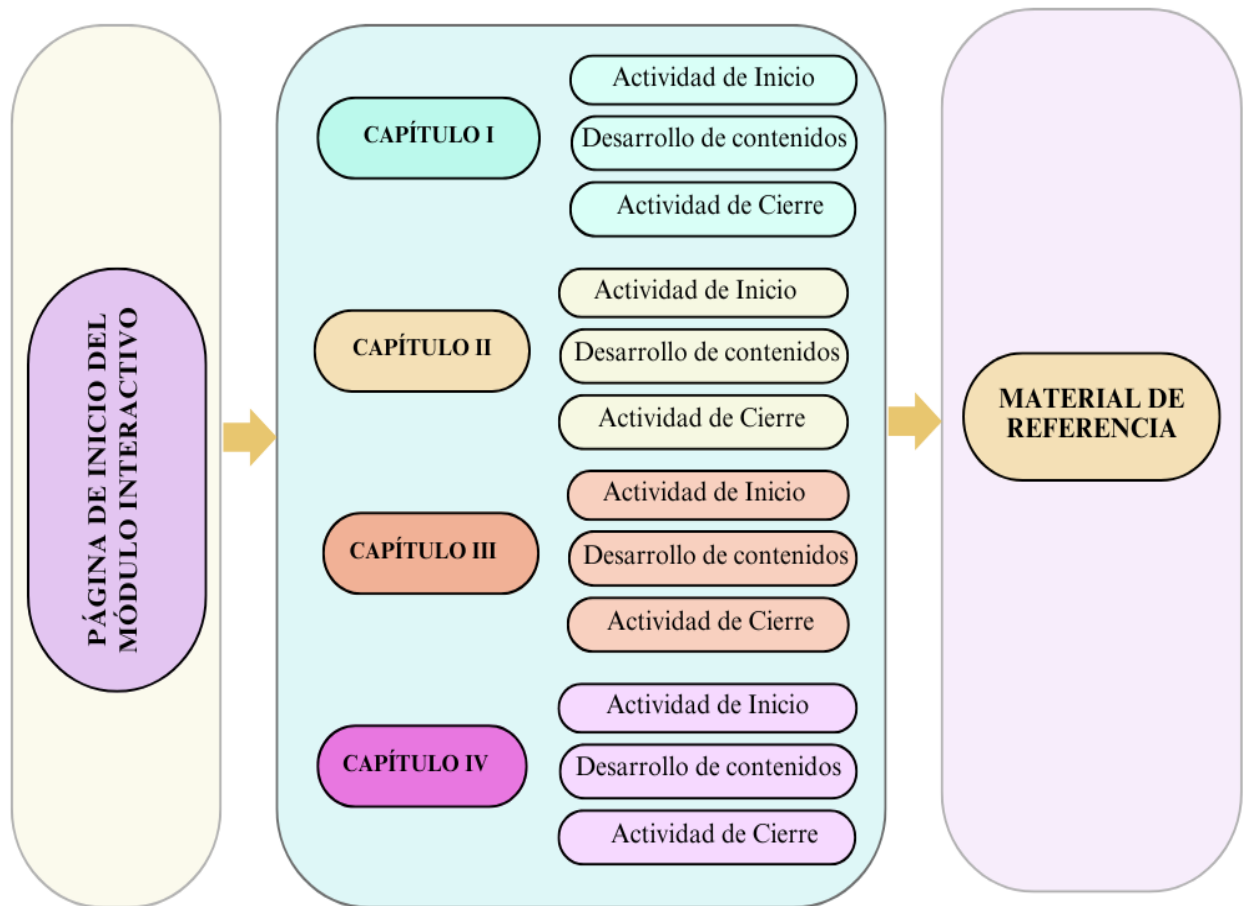 PÁGINA DE INICIO DEL
MÓDULO INTERACTIVO
CAPÍTULO I
Actividad de Inicio
Desarrollo de contenidos
Actividad de Cierre
CAPÍTULO II
Actividad de Inicio
Desarrollo de contenidos
Actividad de Cierre
CAPÍTULO III
Actividad de Inicio
Desarrollo de contenidos
Actividad de Cierre
CAPÍTULO IV
Actividad de Inicio
Desarrollo de contenidos
Actividad de Cierre
MATERIAL DE
REFERENCIA